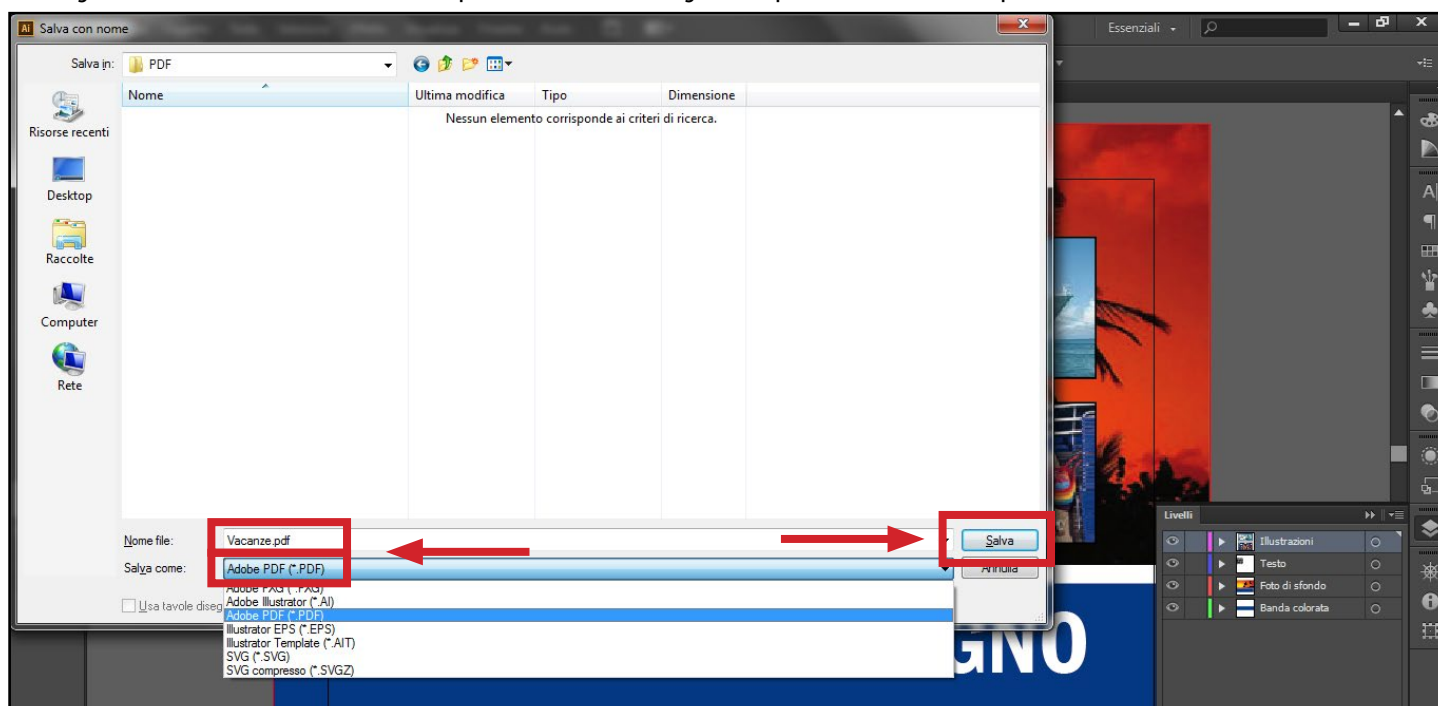 Ai Salva con nome
Essenziali
Salva in: PDF
Nome Ultima modifica Tipo Dimensione
Nessun elemento corrisponde ai criteri di ricerca.
Risorse recenti
Desktop
Raccolte
Computer
Rete
Nome file: Vacanze.pdf Salva
Salva come: Adobe PDF (*.PDF) Annulla
Usa tavole diseg
Adobe FXG (*.FXG)
Adobe Illustrator (*.AI)
Adobe PDF (*.PDF)
Illustrator EPS (*.EPS)
Illustrator Template (*.AIT)
SVG (*.SVG)
SVG compresso (*.SVGZ)
Livelli
Illustrazioni
Testo
Foto di sfondo
Banda colorata
GNO